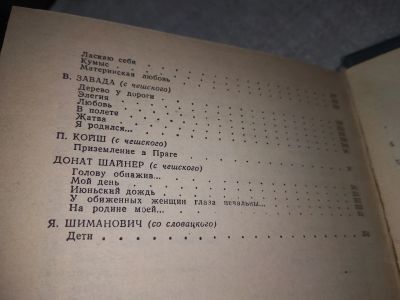 Ласкаю себя
Кумыс
Материнская любовь
В. ЗАВАДА (с чешского)
Дерево у дороги
Элегия
Любовь
В полете
Жатва
Я родился...
П. КОЙШ (с чешского)
Приземление в Праге
ДОНАТ ШАЙНЕР (с чешского)
Голову обнажив...
Мой день
Июньский дождь
У обиженных женщин глаза печальны...
На родине моей...
Я. ШИМАНОВИЧ (со словацкого)
Дети